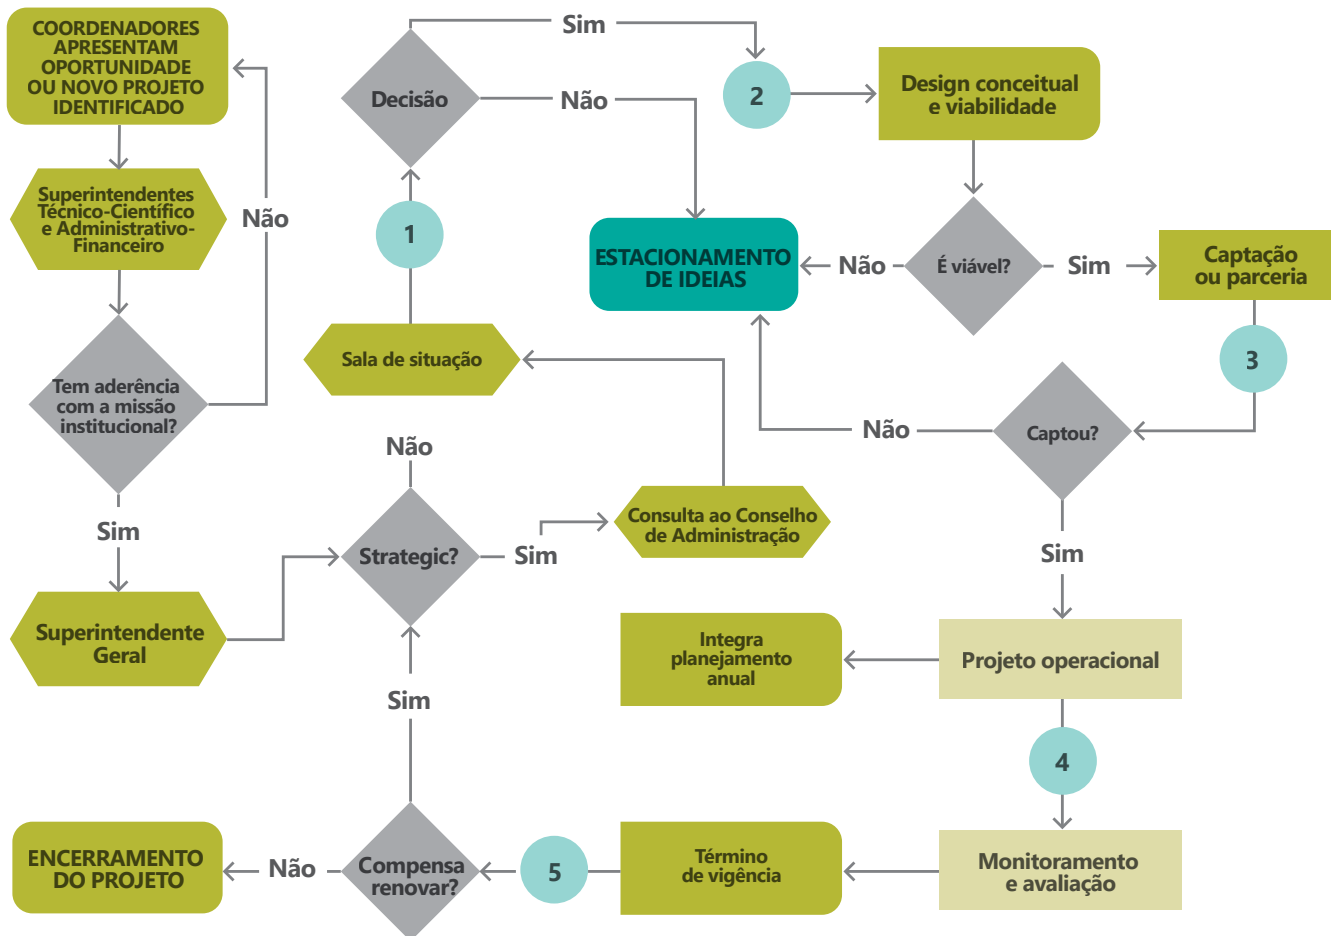 COORDENADORES
APRESENTAM
OPORTUNIDADE
OU NOVO PROJETO
IDENTIFICADO
Superintendentes
Técnico-Científico
e Administrativo-
Financeiro
Não
Tem aderência
com a missão
institucional?
Sim
Superintendente
Geral
Strategic?
Não
Sim
Consulta ao Conselho
de Administração
Sala de situação
1
Decisão
Sim
Não
2
Design conceitual
e viabilidade
É viável?
Não
Sim
ESTACIONAMENTO
DE IDEIAS
Captação
ou parceria
3
Captou?
Não
Sim
Projeto operacional
Integra
planejamento
anual
4
Monitoramento
e avaliação
Término
de vigência
5
Compensa
renovar?
Sim
Não
ENCERRAMENTO
DO PROJETO